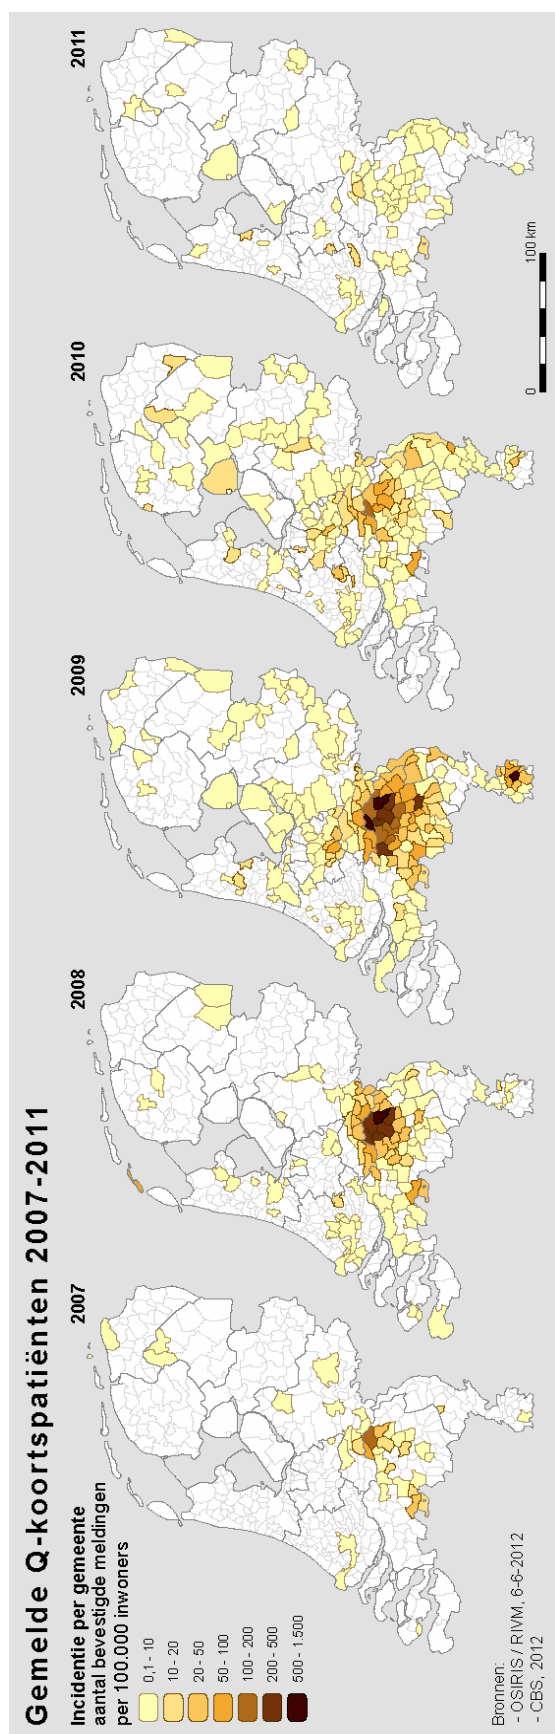 Gemelde Q-koortspatiënten 2007-2011
Incidentie per gemeente
aantal bevestigde meldingen
per 100.000 inwoners
0,1 - 10
10 - 20
20 - 50
50 - 100
100 - 200
200 - 500
500 - 1.500
2007
2008
2009
2010
2011
Bronnen:
- OSIRIS / RIVM, 6-6-2012
- CBS, 2012
0
100 km